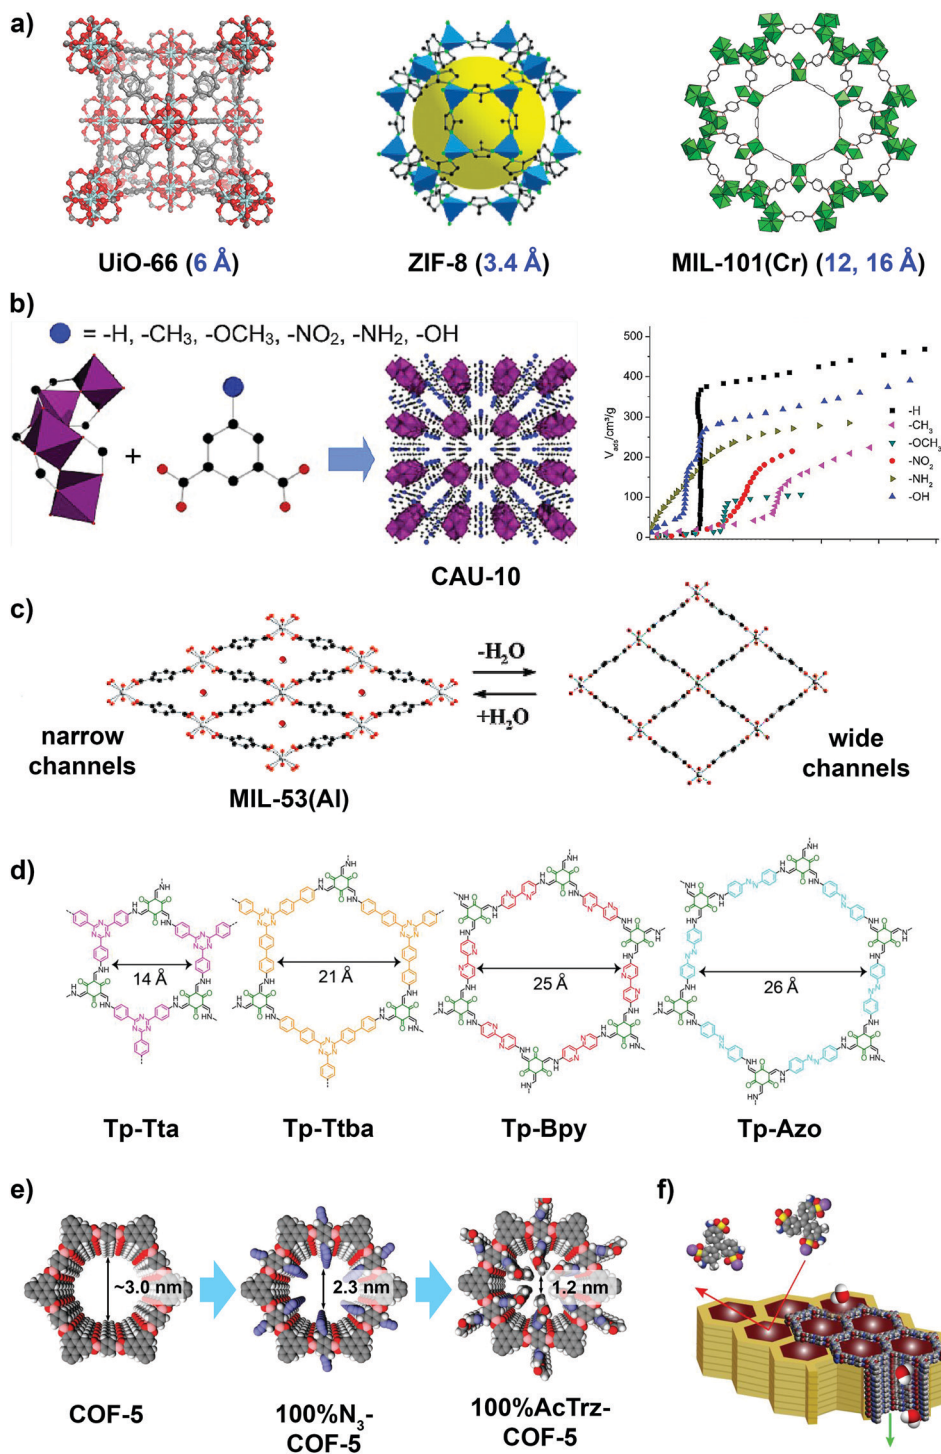 a)
UiO-66 (6 Å)
ZIF-8 (3.4 Å)
MIL-101(Cr) (12, 16 Å)
b)
= -H, -CH₃, -OCH₃, -NO₂, -NH₂, -OH
+
CAU-10
V_ads/cm³/g
500
400
300
200
100
0
-H
-CH₃
-OCH₃
-NO₂
-NH₂
-OH
c)
narrow
channels
MIL-53(Al)
-H₂O
+H₂O
wide
channels
d)
14 Å
21 Å
25 Å
26 Å
Tp-Tta
Tp-Ttba
Tp-Bpy
Tp-Azo
e)
~3.0 nm
2.3 nm
1.2 nm
COF-5
100%N₃-
COF-5
100%AcTrz-
COF-5
f)